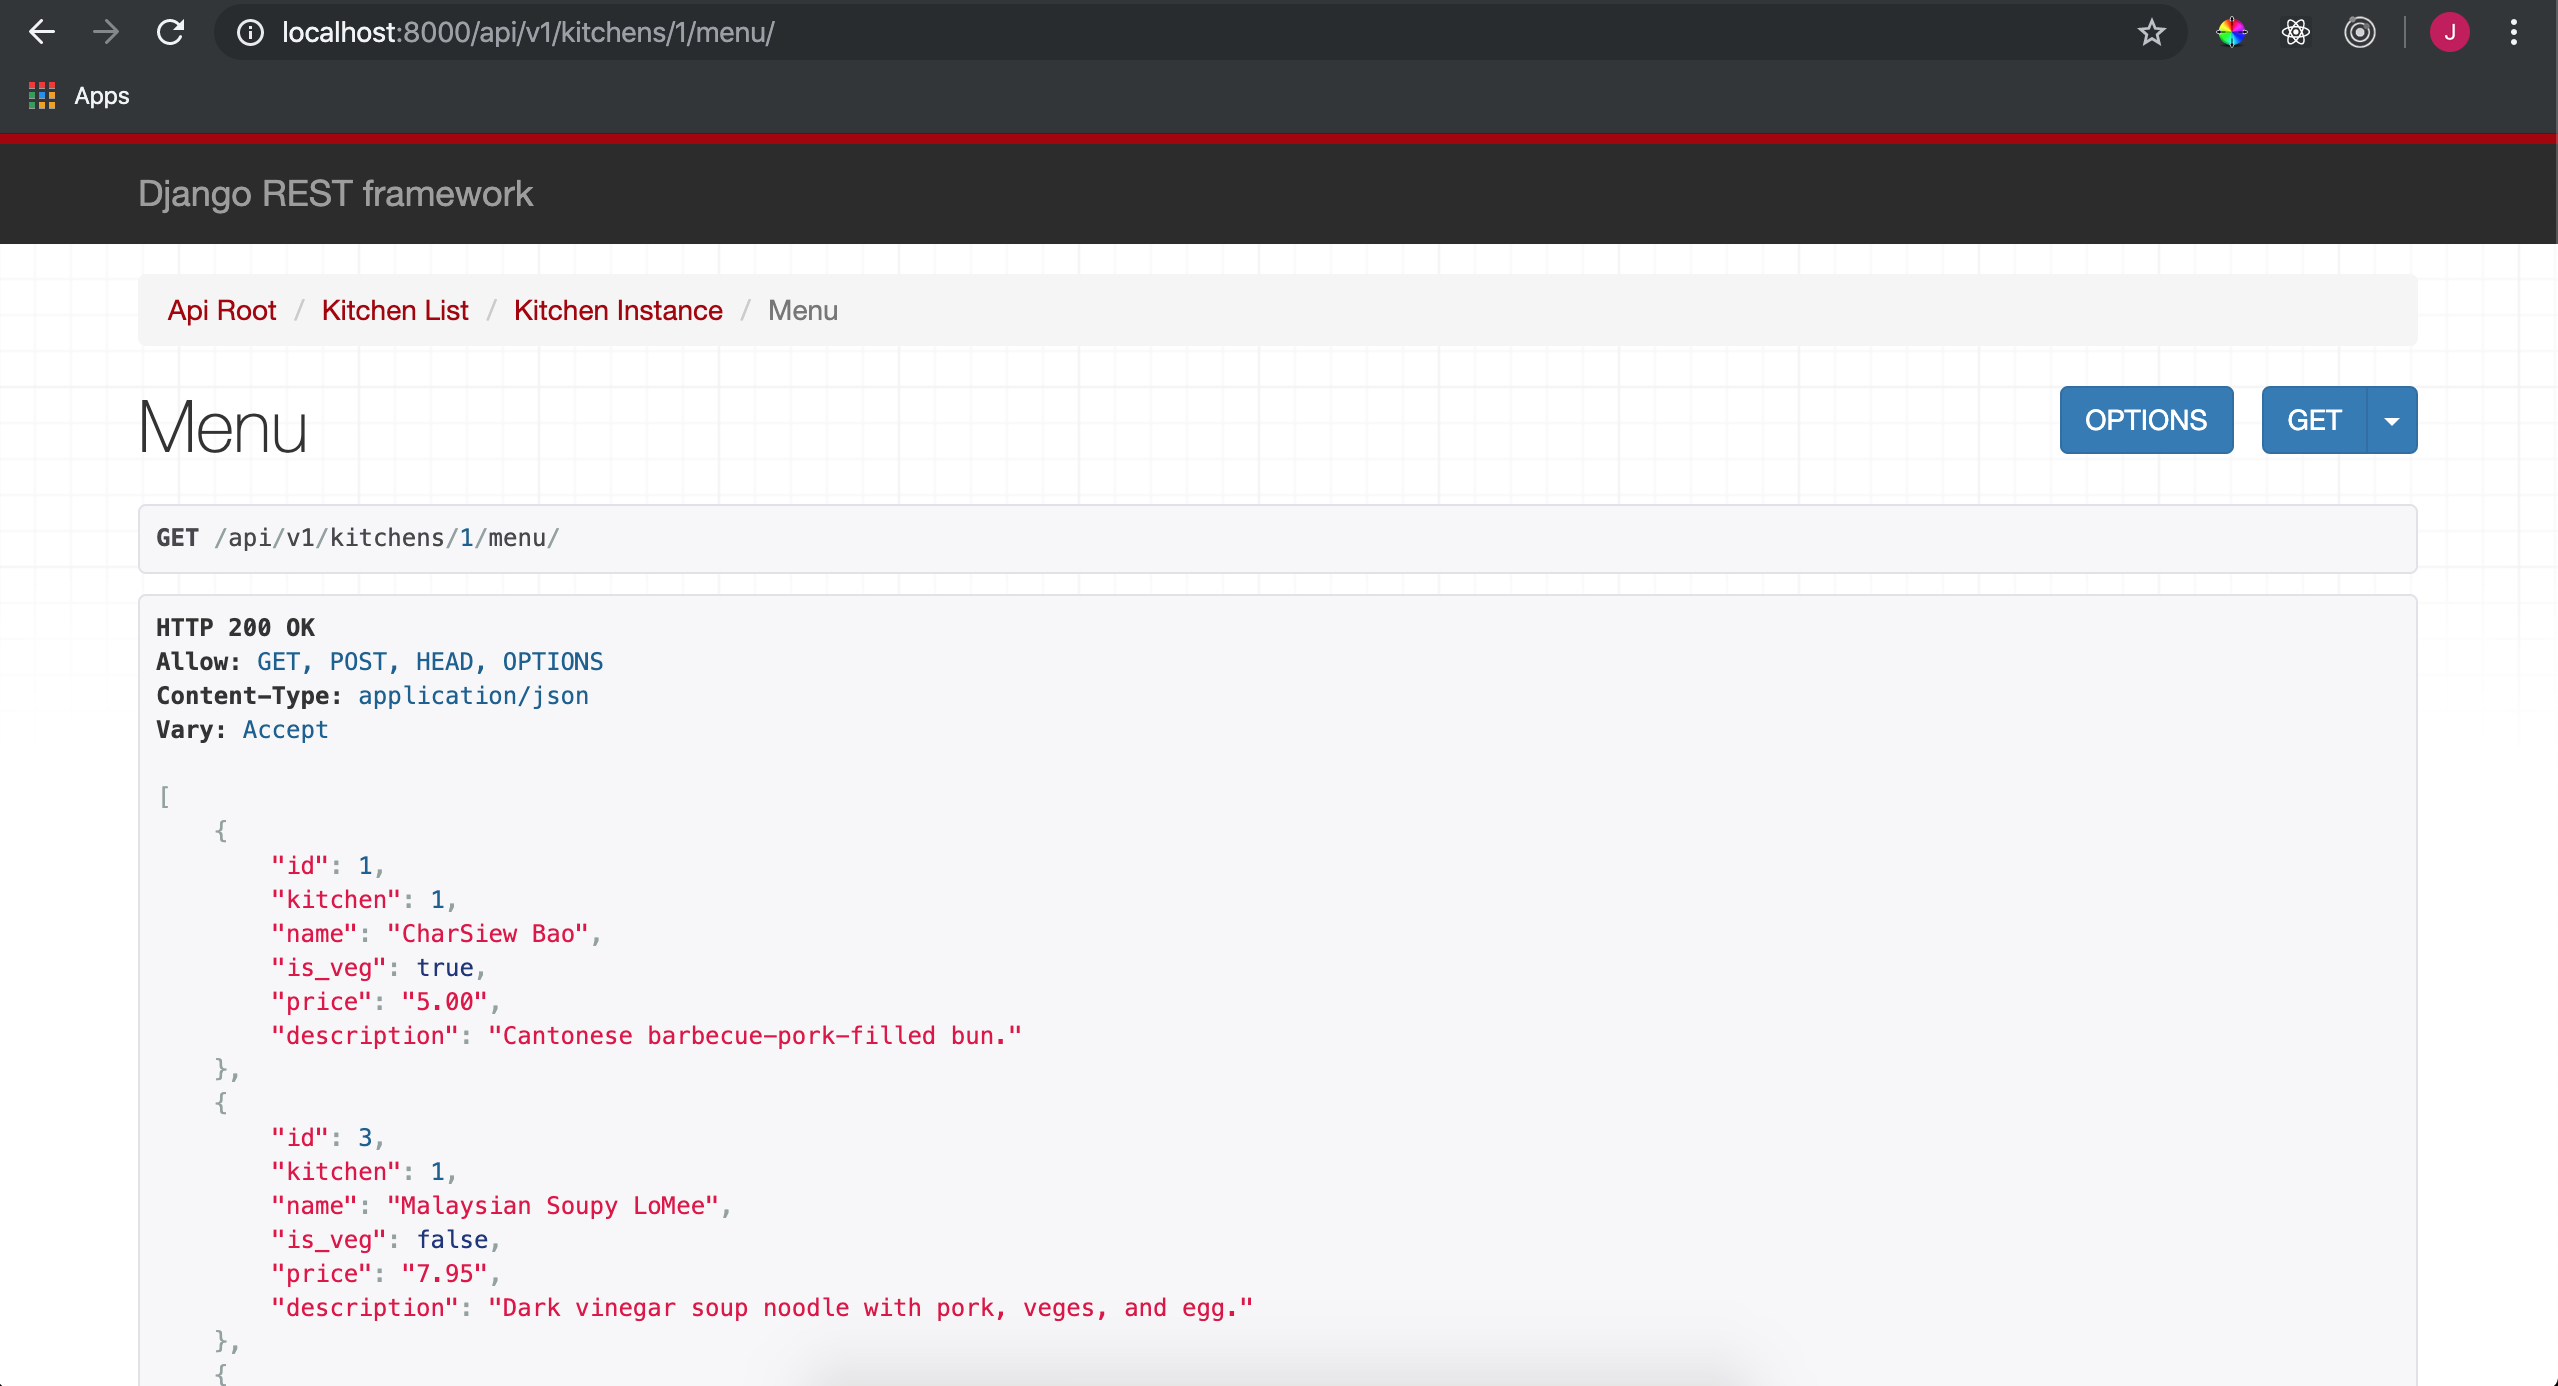 localhost:8000/api/v1/kitchens/1/menu/
J
Apps
Django REST framework
Api Root / Kitchen List / Kitchen Instance / Menu
Menu
OPTIONS
GET
GET /api/v1/kitchens/1/menu/
HTTP 200 OK
Allow: GET, POST, HEAD, OPTIONS
Content-Type: application/json
Vary: Accept
[
{
"id": 1,
"kitchen": 1,
"name": "CharSiew Bao",
"is_veg": true,
"price": "5.00",
"description": "Cantonese barbecue-pork-filled bun."
},
{
"id": 3,
"kitchen": 1,
"name": "Malaysian Soupy LoMee",
"is_veg": false,
"price": "7.95",
"description": "Dark vinegar soup noodle with pork, veges, and egg."
},
{